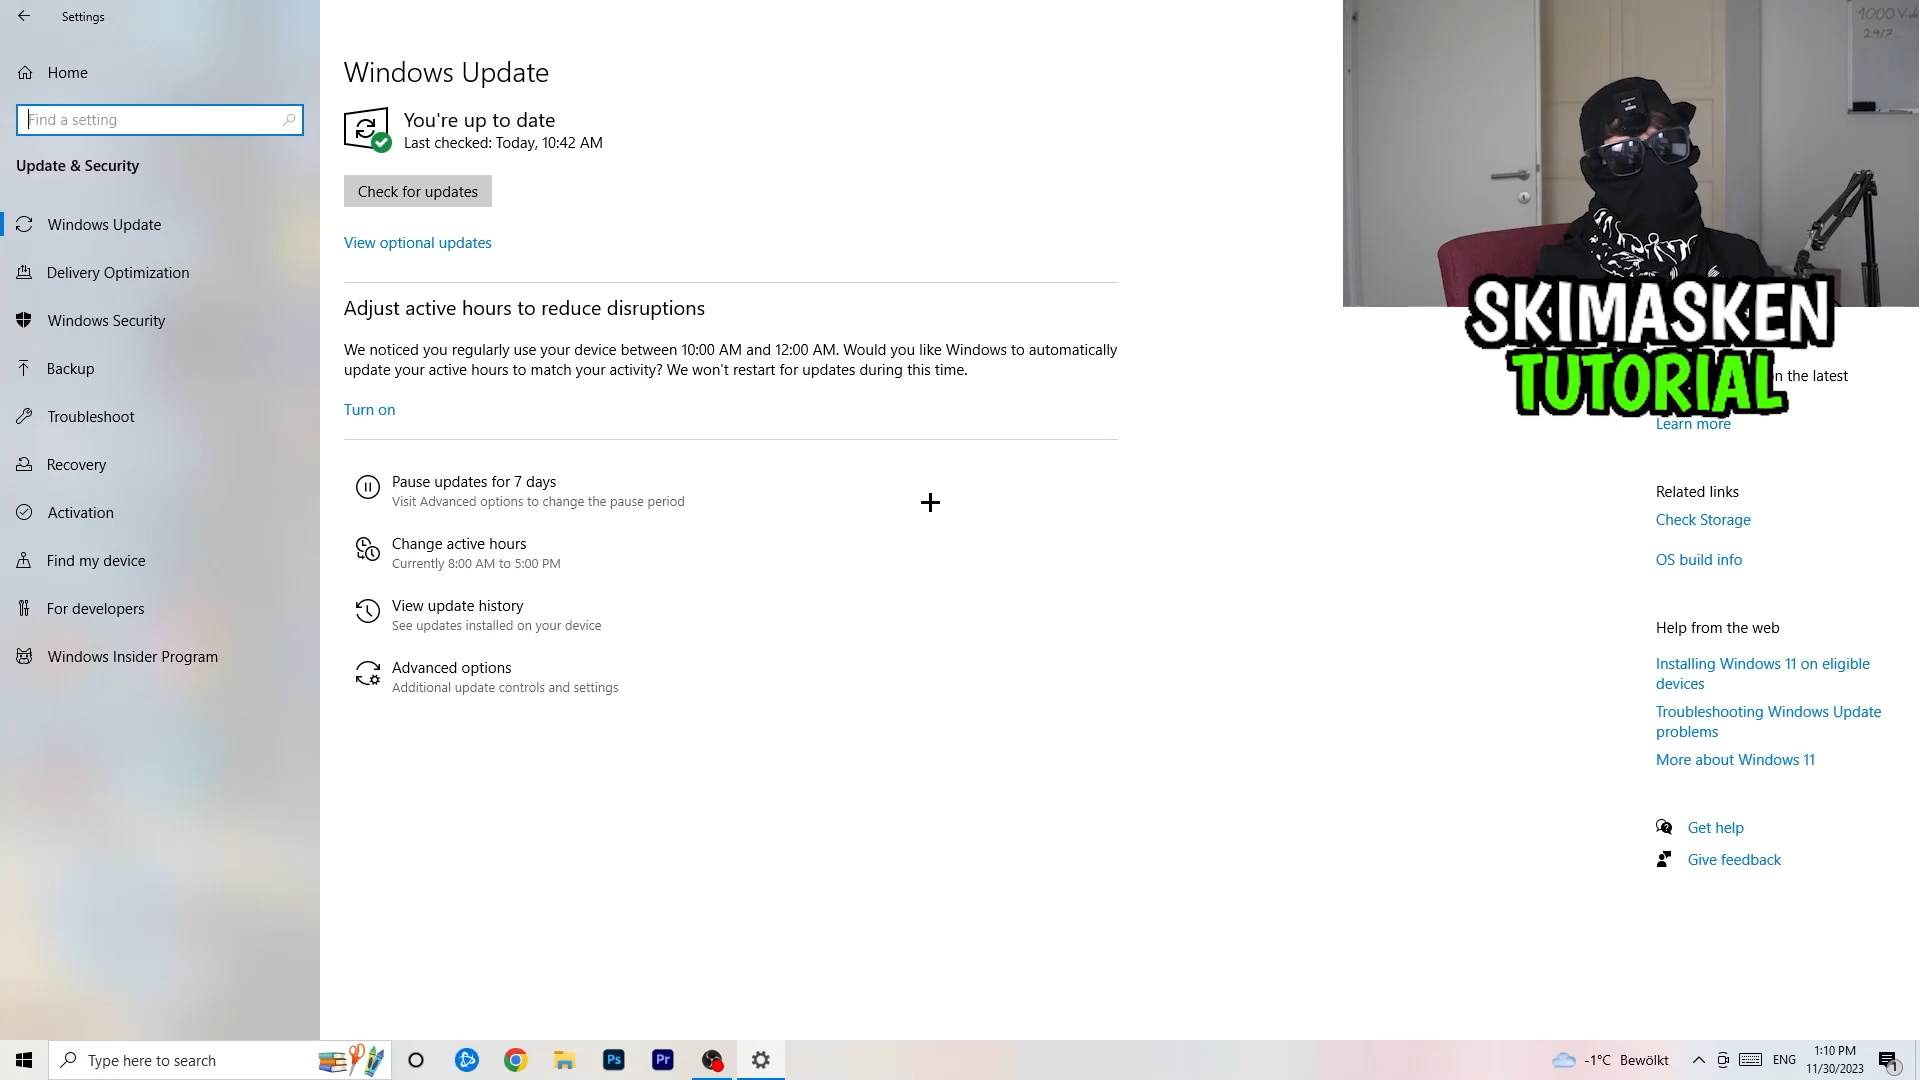 Settings
Home
Find a setting
Update & Security
Windows Update
Delivery Optimization
Windows Security
Backup
Troubleshoot
Recovery
Activation
Find my device
For developers
Windows Insider Program
Windows Update
You're up to date
Last checked: Today, 10:42 AM
Check for updates
View optional updates
Adjust active hours to reduce disruptions
We noticed you regularly use your device between 10:00 AM and 12:00 AM. Would you like Windows to automatically
update your active hours to match your activity? We won't restart for updates during this time.
Turn on
Pause updates for 7 days
Visit Advanced options to change the pause period
Change active hours
Currently 8:00 AM to 5:00 PM
View update history
See updates installed on your device
Advanced options
Additional update controls and settings
1000
24/7
SKIMASKEN
TUTORIAL
n the latest
Learn more
Related links
Check Storage
OS build info
Help from the web
Installing Windows 11 on eligible
devices
Troubleshooting Windows Update
problems
More about Windows 11
Get help
Give feedback
Type here to search
Ps
Pr
-1°C Bewölkt
ENG
1:10 PM
11/30/2023
1